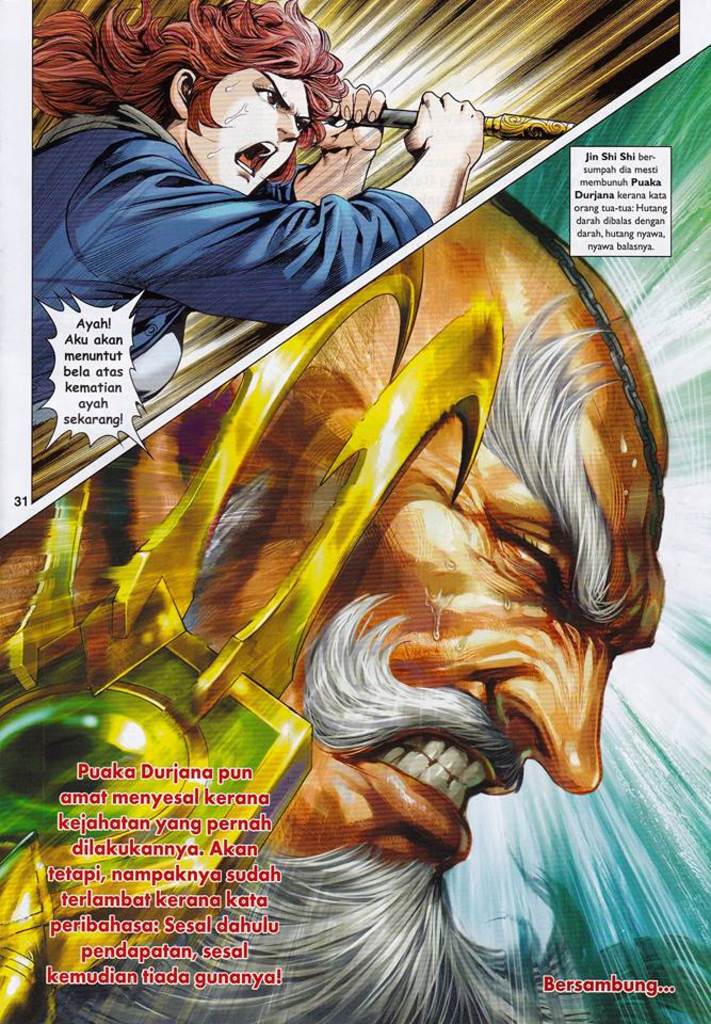 Jin Shi Shi ber-
sumpah dia mesti
membunuh Puaka
Durjana kerana kata
orang tua-tua: Hutang
darah dibalas dengan
darah, hutang nyawa,
nyawa balasnya.
Ayah!
Aku akan
menuntut
bela atas
kematian
ayah
sekarang!
31
Puaka Durjana pun
amat menyesal kerana
kejahatan yang pernah
dilakukannya. Akan
tetapi, nampaknya sudah
terlambat kerana kata
peribahasa: Sesal dahulu
pendapatan, sesal
kemudian tiada gunanya!
Bersambung...